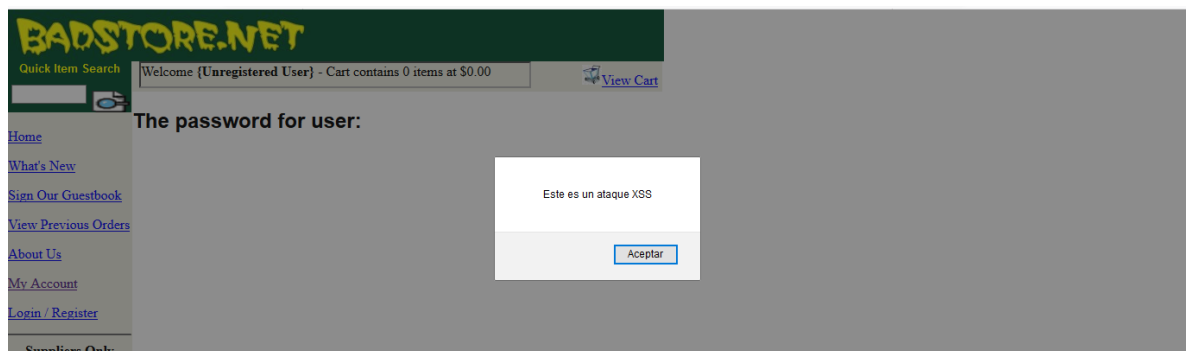 BADSTORE.NET
Quick Item Search
Welcome {Unregistered User} - Cart contains 0 items at $0.00
View Cart
The password for user:
Home
What's New
Sign Our Guestbook
View Previous Orders
About Us
My Account
Login / Register
Suppliers Only
Este es un ataque XSS
Aceptar